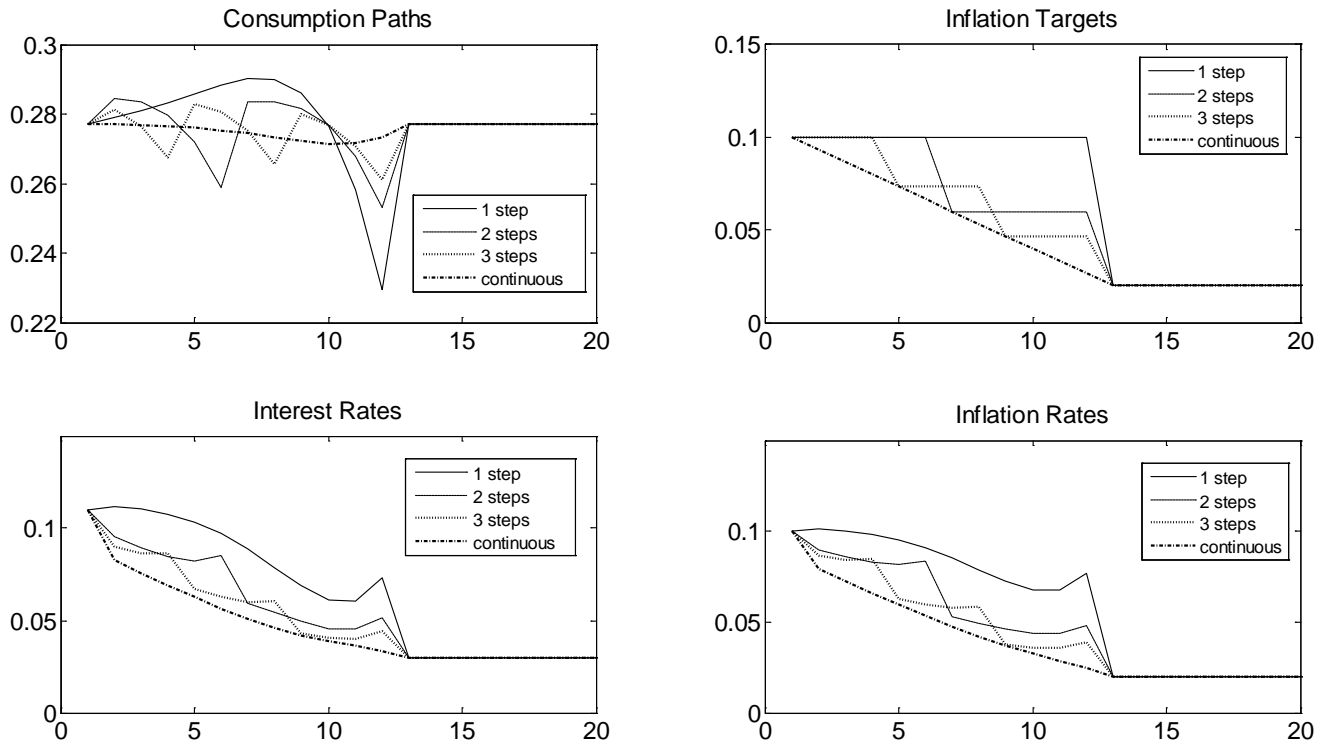 Consumption Paths
0.3
0.28
0.26
0.24
0.22
0
5
10
15
20
1 step
2 steps
3 steps
continuous
Inflation Targets
0.15
0.1
0.05
0
0
5
10
15
20
1 step
2 steps
3 steps
continuous
Interest Rates
0.1
0.05
0
0
5
10
15
20
1 step
2 steps
3 steps
continuous
Inflation Rates
0.1
0.05
0
0
5
10
15
20
1 step
2 steps
3 steps
continuous